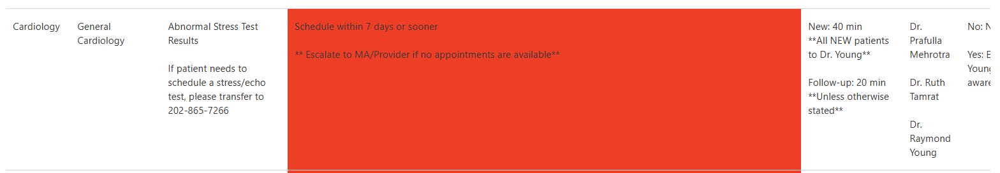 Cardiology
General
Cardiology
Abnormal Stress Test
Results
If patient needs to
schedule a stress/echo
test, please transfer to
202-865-7266
Schedule within 7 days or sooner
** Escalate to MA/Provider if no appointments are available**
New: 40 min
**All NEW patients
to Dr. Young**
Follow-up: 20 min
**Unless otherwise
stated**
Dr.
Prafulla
Mehrotra
Dr. Ruth
Tamrat
Dr.
Raymond
Young
No:
Yes: